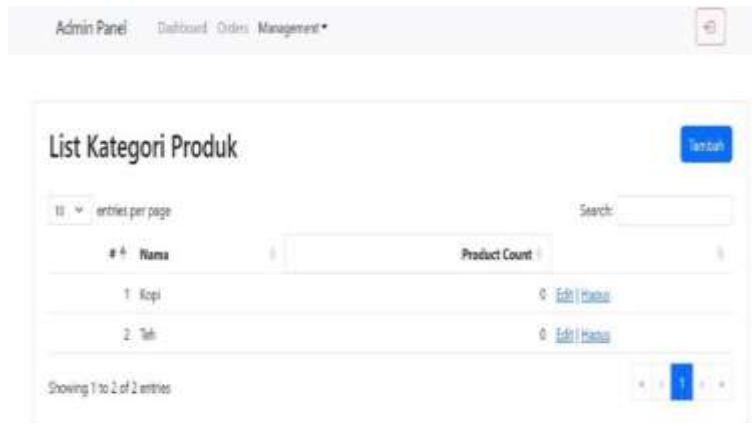 Admin Panel Dashboard Orders Management
List Kategori Produk
Tambah
10 entries per page
Search:
# Nama Product Count
1 Kopi 0 Edit | Hapus
2 Teh 0 Edit | Hapus
Showing 1 to 2 of 2 entries
« ‹ 1 › »